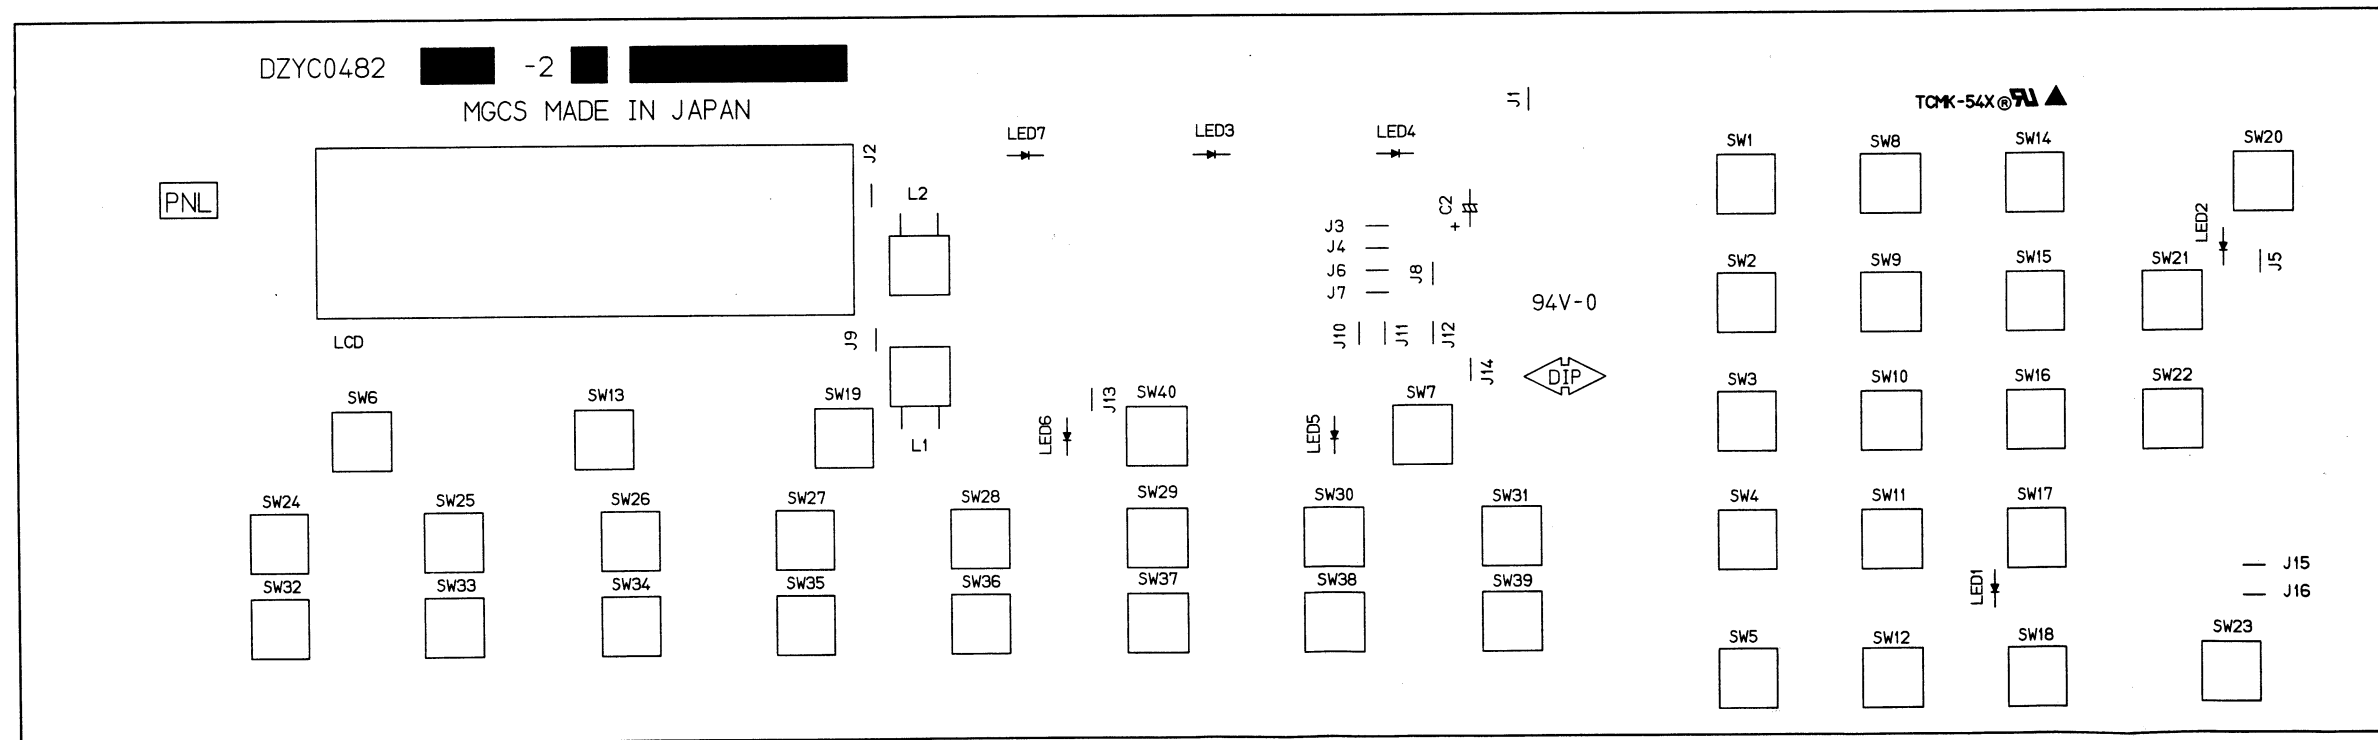 DZYC0482 -2
MGCS MADE IN JAPAN
J1
TCMK-54X®
LED7 LED3 LED4
SW1 SW8 SW14 SW20
J2
PNL
L2
C2
+
LED2
J3
J4
J6 J8
J7
SW2 SW9 SW15 SW21 J5
94V-0
LCD
J9
J10 J11 J12
J14
DIP
SW6 SW13 SW19
J13
SW40 SW7
SW3 SW10 SW16 SW22
LED6 LED5
L1
SW24 SW25 SW26 SW27 SW28 SW29 SW30 SW31
SW4 SW11 SW17
J15
SW32 SW33 SW34 SW35 SW36 SW37 SW38 SW39
LED1
J16
SW5 SW12 SW18 SW23